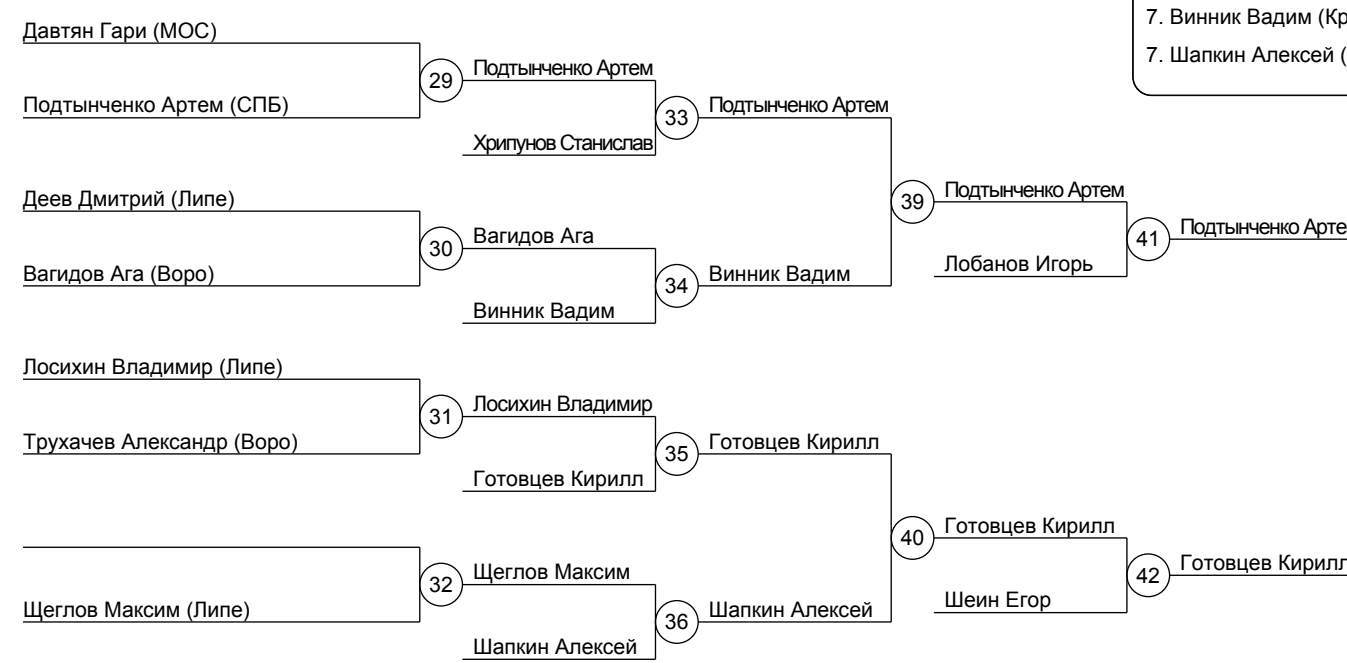 7. Винник Вадим (Кр
7. Шапкин Алексей (
Давтян Гари (МОС)
29
Подтынченко Артем
Подтынченко Артем (СПБ)
33
Подтынченко Артем
Хрипунов Станислав
Деев Дмитрий (Липе)
39
Подтынченко Артем
30
Вагидов Ага
41
Подтынченко Арте
Вагидов Ага (Воро)
34
Винник Вадим
Лобанов Игорь
Винник Вадим
Лосихин Владимир (Липе)
31
Лосихин Владимир
Трухачев Александр (Воро)
35
Готовцев Кирилл
Готовцев Кирилл
40
Готовцев Кирилл
32
Щеглов Максим
42
Готовцев Кирилл
Щеглов Максим (Липе)
36
Шапкин Алексей
Шеин Егор
Шапкин Алексей